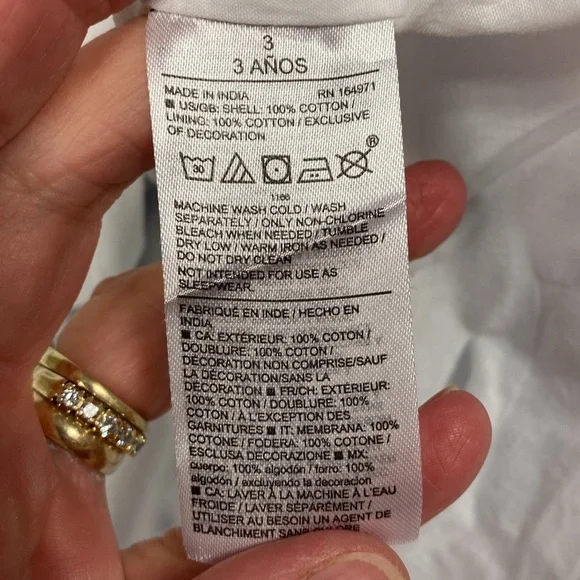 3
3 AÑOS
MADE IN INDIA RN 164971
■ US/GB: SHELL: 100% COTTON /
LINING: 100% COTTON / EXCLUSIVE
OF DECORATION
30
®
1166
MACHINE WASH COLD / WASH
SEPARATELY / ONLY NON-CHLORINE
BLEACH WHEN NEEDED / TUMBLE
DRY LOW / WARM IRON AS NEEDED /
DO NOT DRY CLEAN
NOT INTENDED FOR USE AS
SLEEPWEAR.
FABRIQUÉ EN INDE / HECHO EN
INDIA
■ CA: EXTÉRIEUR: 100% COTON /
DOUBLURE: 100% COTON /
DÉCORATION NON COMPRISE/SAUF
LA DÉCORATION/SANS LA
DÉCORATION ■ FR/CH: EXTÉRIEUR:
100% COTON / DOUBLURE: 100%
COTON / À L'EXCEPTION DES
GARNITURES ■ IT: MEMBRANA: 100%
COTONE / FODERA: 100% COTONE /
ESCLUSA DECORAZIONE ■ MX:
cuerpo: 100% algodón / forro: 100%
algodón / excluyendo la decoracion
■ CA: LAVER À LA MACHINE À L'EAU
FROIDE / LAVER SÉPARÉMENT /
UTILISER AU BESOIN UN AGENT DE
BLANCHIMENT SANS CHLORE